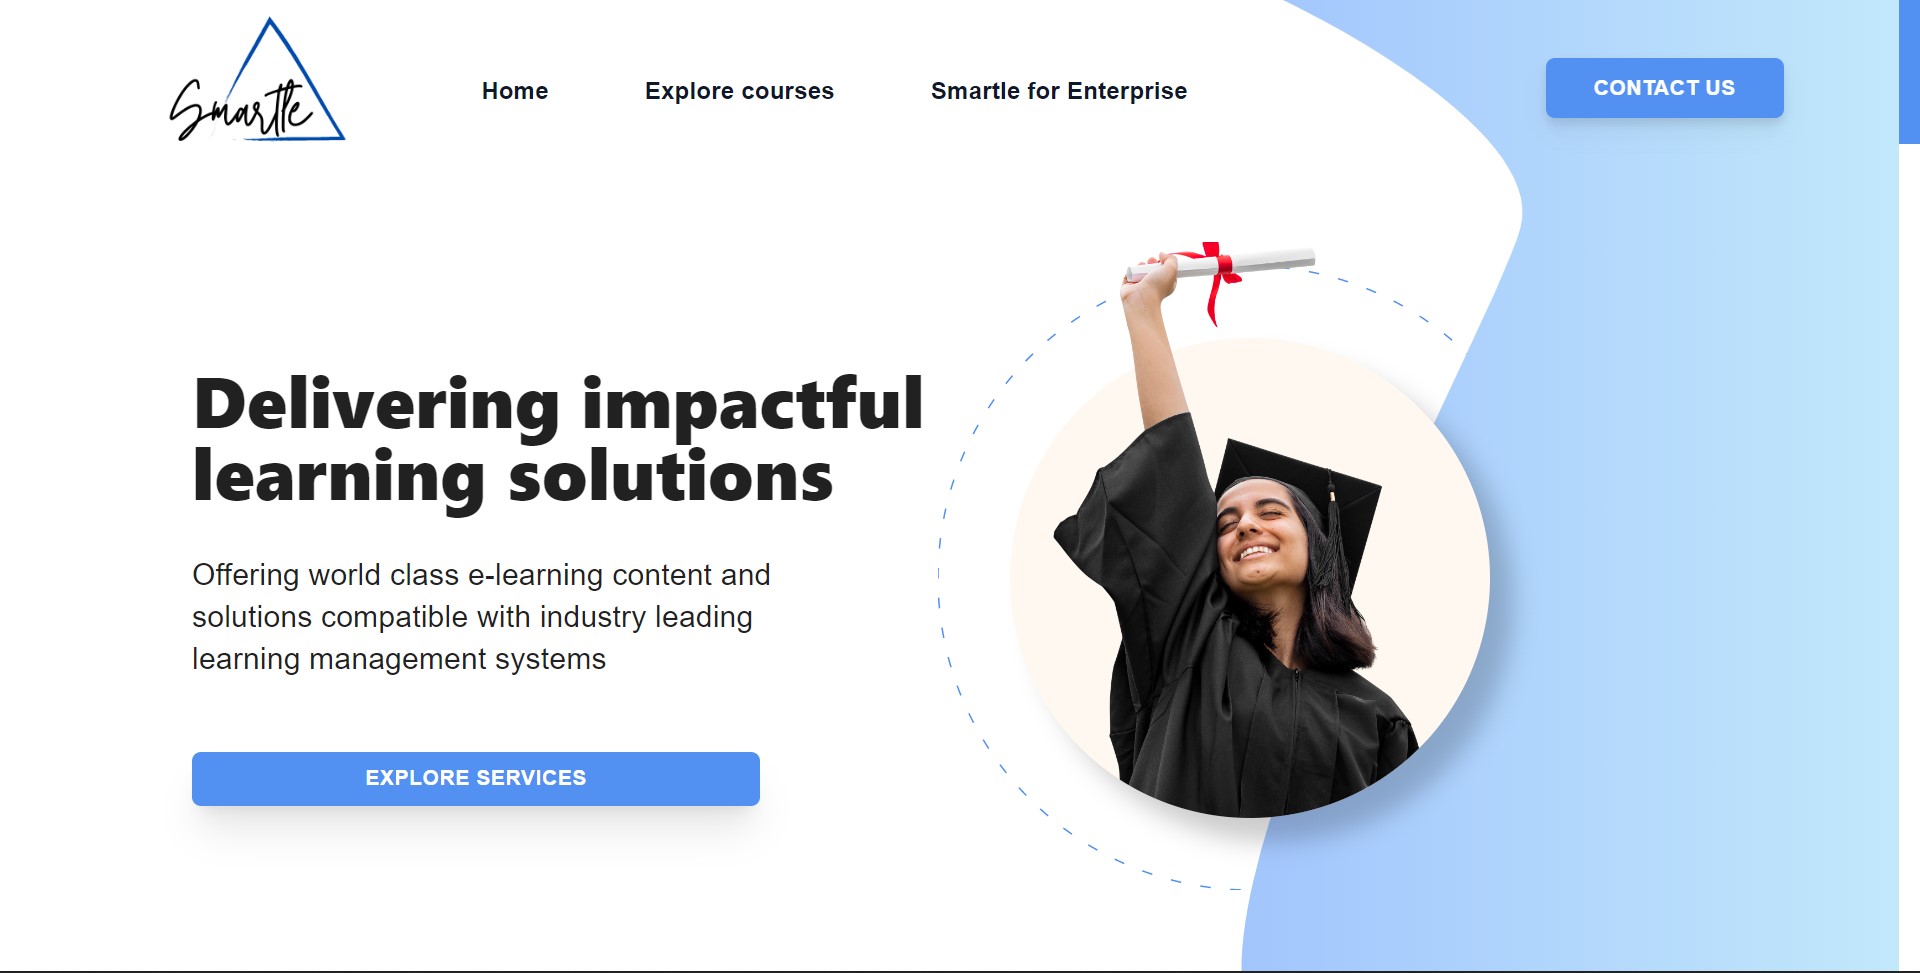 Smartle
Home
Explore courses
Smartle for Enterprise
CONTACT US
Delivering impactful
learning solutions
Offering world class e-learning content and
solutions compatible with industry leading
learning management systems
EXPLORE SERVICES